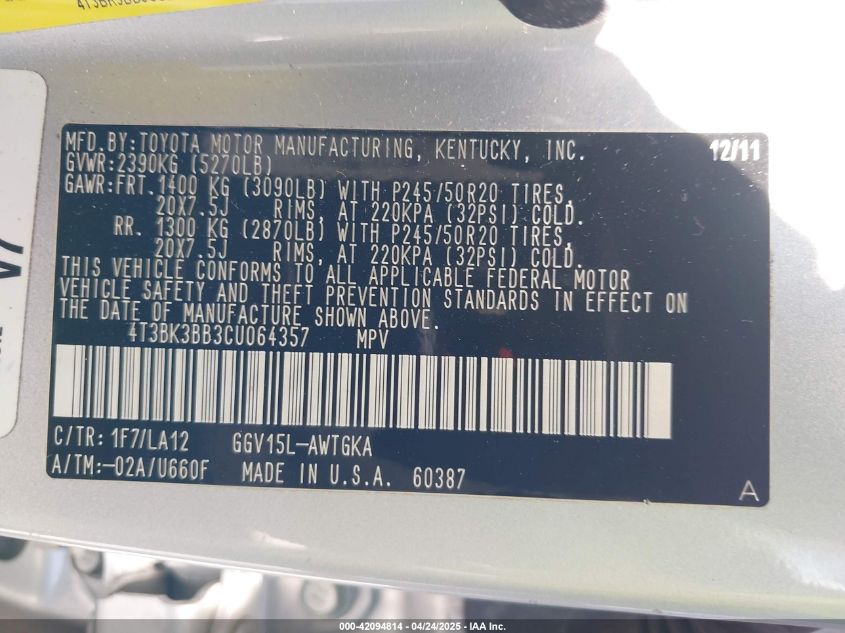 MFD.BY:TOYOTA MOTOR MANUFACTURING, KENTUCKY, INC. 12/11
GVWR:2390KG (5270LB)
GAWR:FRT.1400 KG (3090LB) WITH P245/50R20 TIRES,
20X7.5J RIMS, AT 220KPA (32PSI) COLD.
RR. 1300 KG (2870LB) WITH P245/50R20 TIRES,
20X7.5J RIMS, AT 220KPA (32PSI) COLD.
THIS VEHICLE CONFORMS TO ALL APPLICABLE FEDERAL MOTOR
VEHICLE SAFETY AND THEFT PREVENTION STANDARDS IN EFFECT ON
THE DATE OF MANUFACTURE SHOWN ABOVE.
4T3BK3BB3CU064357 MPV
C/TR: 1F7/LA12 GGV15L-AWTGKA
A/TM:-02A/U660F MADE IN U.S.A. 60387
A
000-42094814 - 04/24/2025 - IAA Inc.